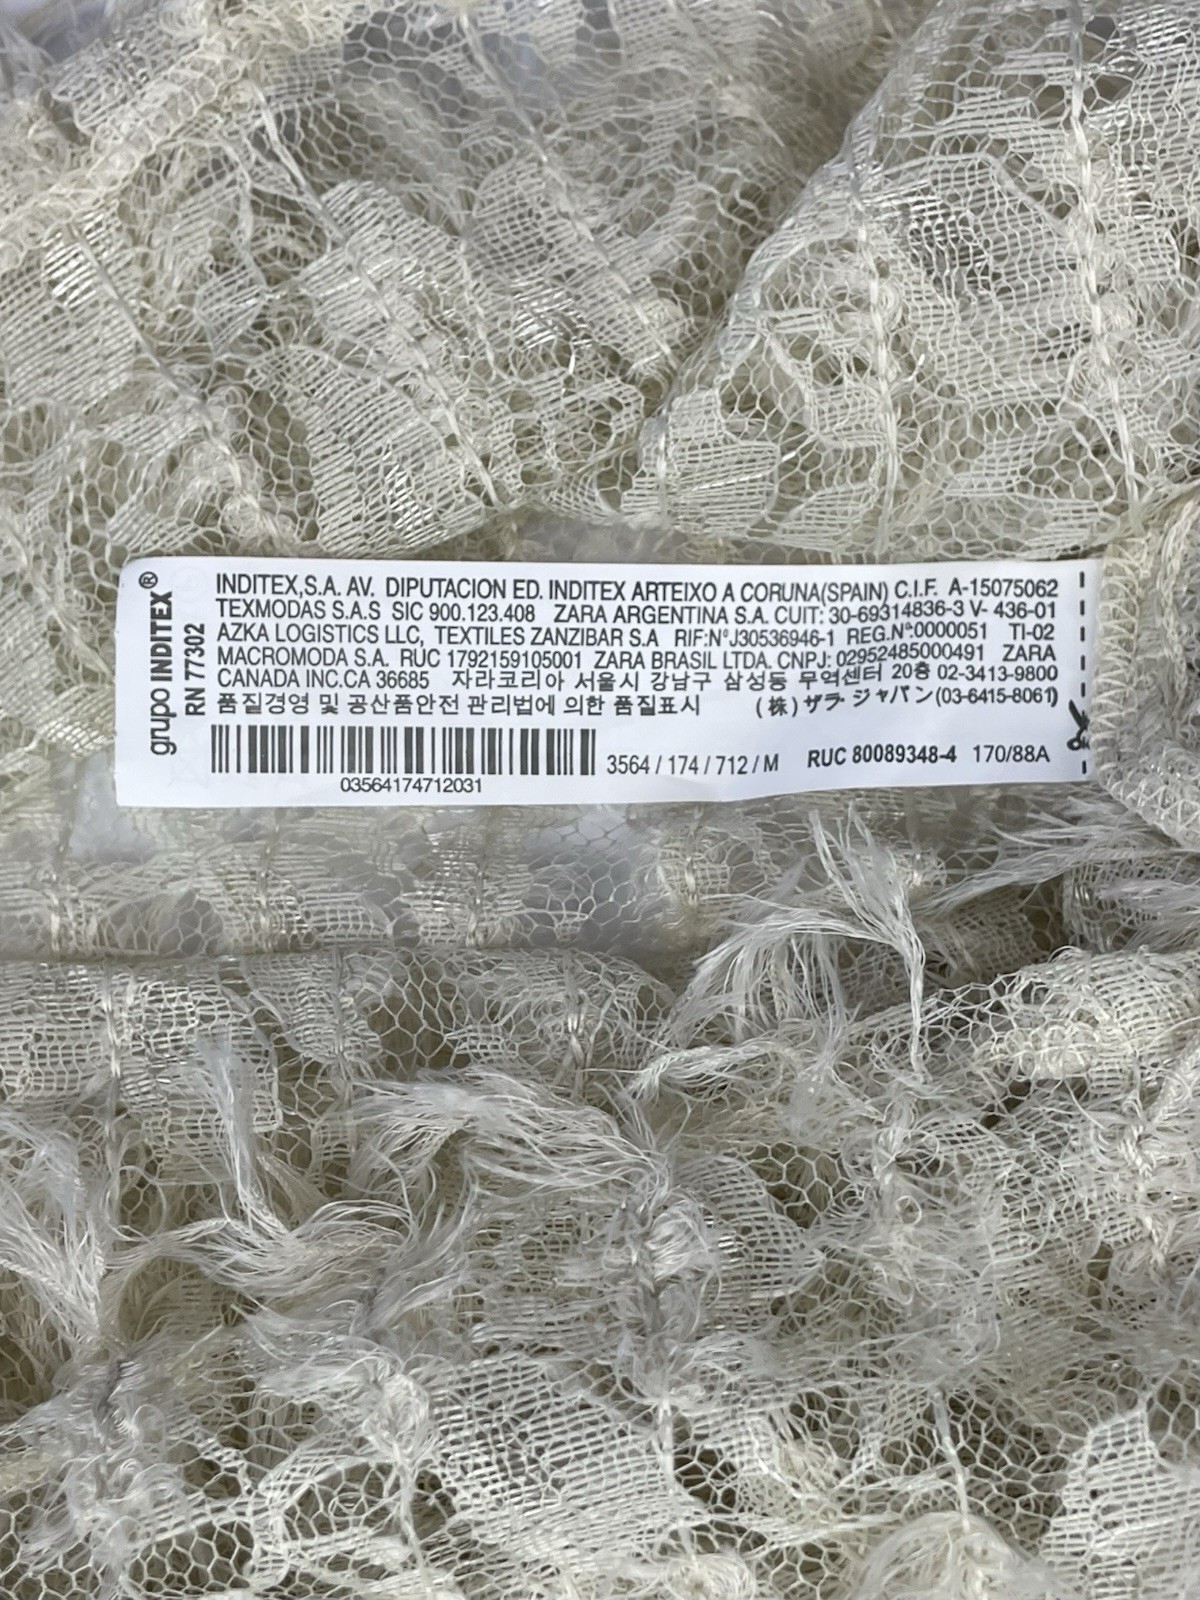 grupo INDITEX®
RN 77302
INDITEX,S.A. AV. DIPUTACION ED. INDITEX ARTEIXO A CORUNA(SPAIN) C.I.F. A-15075062
TEXMODAS S.A.S SIC 900.123.408 ZARA ARGENTINA S.A. CUIT: 30-69314836-3 V- 436-01
AZKA LOGISTICS LLC, TEXTILES ZANZIBAR S.A RIF:NºJ30536946-1 REG.Nº:0000051 TI-02
MACROMODA S.A. RUC 1792159105001 ZARA BRASIL LTDA. CNPJ: 02952485000491 ZARA
CANADA INC.CA 36685 자라코리아 서울시 강남구 삼성동 무역센터 20층 02-3413-9800
품질경영 및 공산품안전 관리법에 의한 품질표시 (株)ザラ ジャパン(03-6415-8061)
3564 / 174 / 712 / M RUC 80089348-4 170/88A
03564174712031